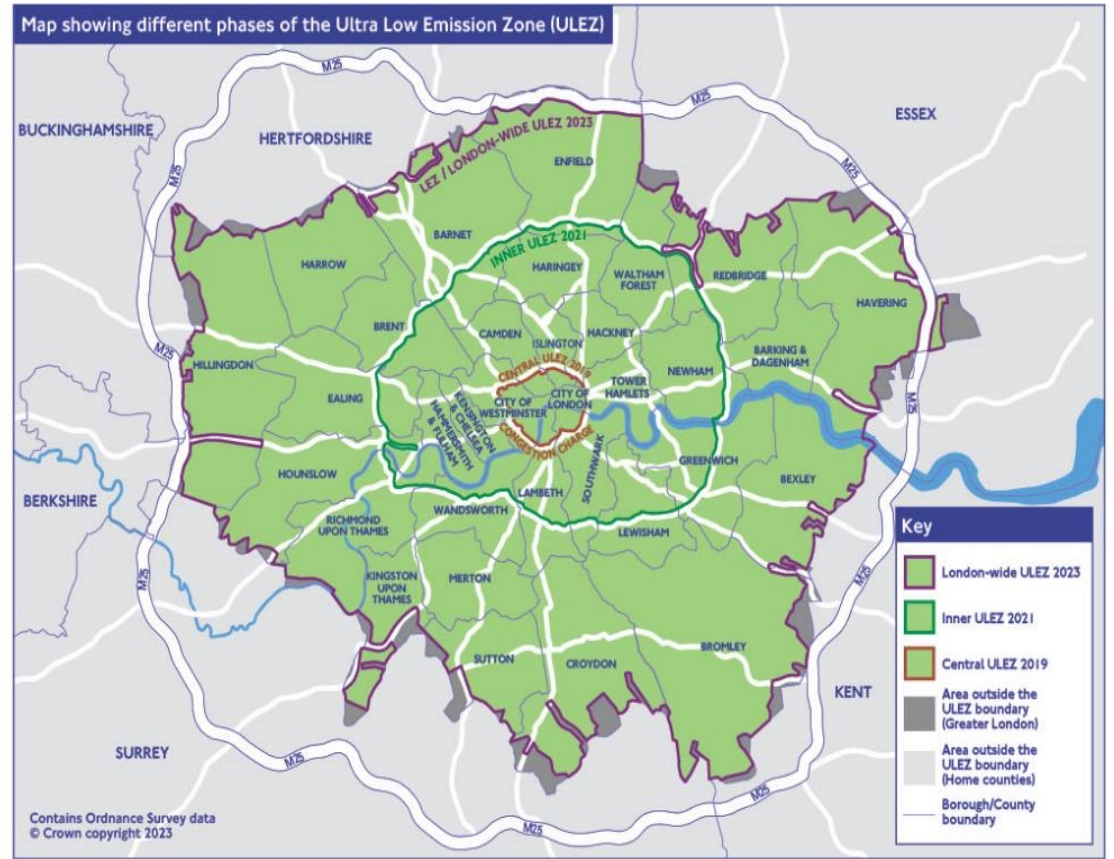 Map showing different phases of the Ultra Low Emission Zone (ULEZ)
M25
M25
BUCKINGHAMSHIRE
HERTFORDSHIRE
ESSEX
LEZ / LONDON-WIDE ULEZ 2023
ENFIELD
M25
M25
BARNET
INNER ULEZ 2021
HARROW
HARINGEY
WALTHAM
FOREST
REDBRIDGE
HAVERING
BRENT
CAMDEN
ISLINGTON
HACKNEY
M25
HILLINGDON
CENTRAL ULEZ 2019
BARKING &
DAGENHAM
NEWHAM
EALING
TOWER
HAMLETS
CITY OF
WESTMINSTER
CITY OF
LONDON
KENSINGTON
& CHELSEA
HAMMERSMITH
& FULHAM
CONGESTION CHARGE
M25
HOUNSLOW
SOUTHWARK
GREENWICH
BEXLEY
BERKSHIRE
LAMBETH
WANDSWORTH
RICHMOND
UPON THAMES
LEWISHAM
M25
KINGSTON
UPON
THAMES
MERTON
M25
SUTTON
CROYDON
BROMLEY
KENT
SURREY
M25
M25
Key
London-wide ULEZ 2023
Inner ULEZ 2021
Central ULEZ 2019
Area outside the
ULEZ boundary
(Greater London)
Area outside the
ULEZ boundary
(Home counties)
Borough/County
boundary
Contains Ordnance Survey data
© Crown copyright 2023